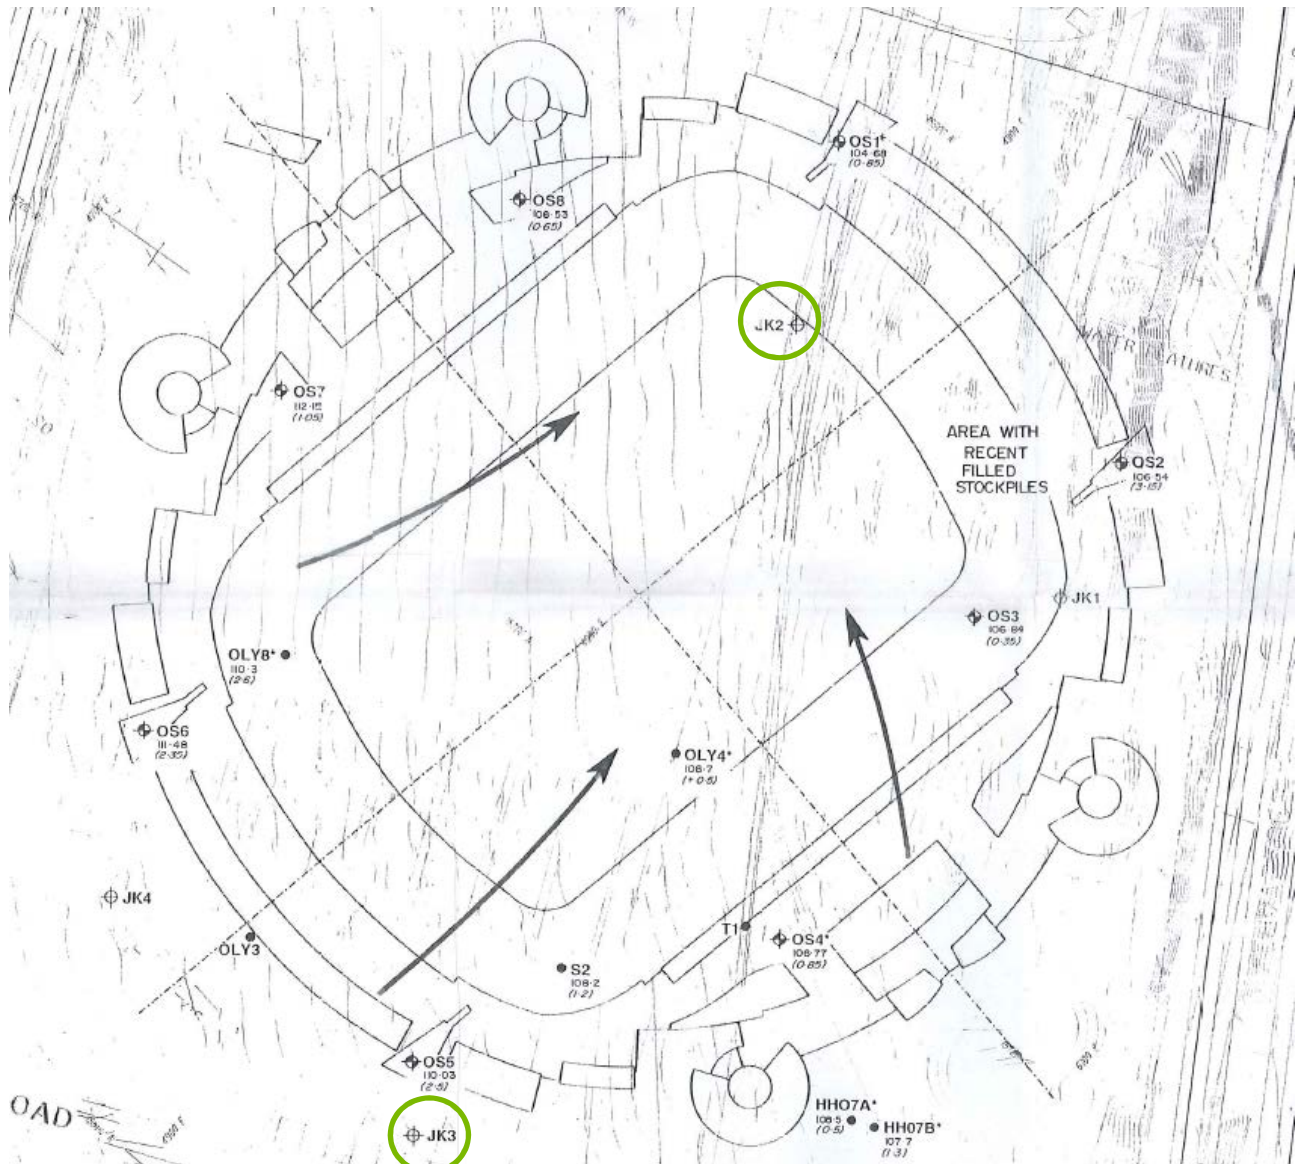 OS1*
104·68
(0·85)
OS8
108·53
(0·65)
JK2
WATER FEATURES
OS7
112·15
(1·05)
AREA WITH
RECENT
FILLED
STOCKPILES
OS2
106·54
(3·15)
JK1
OS3
106·84
(0·35)
OLY8*
110·3
(2·6)
OS6
111·48
(2·35)
OLY4*
108·7
(+0·5)
JK4
OLY3
T1
OS4*
108·77
(0·85)
S2
108·2
(1·2)
OS5
110·03
(2·5)
OAD
JK3
HH07A*
108·5
(0·5)
HH07B*
107·7
(1·3)